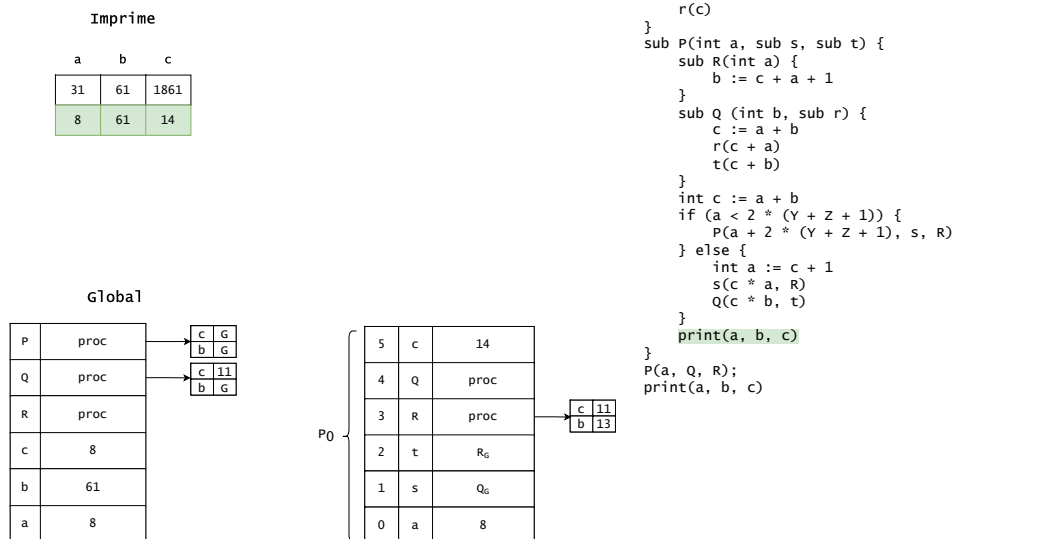 Imprime
a b c
31 61 1861
8 61 14
r(c)
}
sub P(int a, sub s, sub t) {
sub R(int a) {
b := c + a + 1
}
sub Q (int b, sub r) {
c := a + b
r(c + a)
t(c + b)
}
int c := a + b
if (a < 2 * (Y + Z + 1)) {
P(a + 2 * (Y + Z + 1), s, R)
} else {
int a := c + 1
s(c * a, R)
Q(c * b, t)
}
print(a, b, c)
}
P(a, Q, R);
print(a, b, c)
Global
P proc
c G
b G
Q proc
c 11
b G
R proc
c 8
b 61
a 8
P0
5 c 14
4 Q proc
3 R proc
c 11
b 13
2 t RG
1 s QG
0 a 8